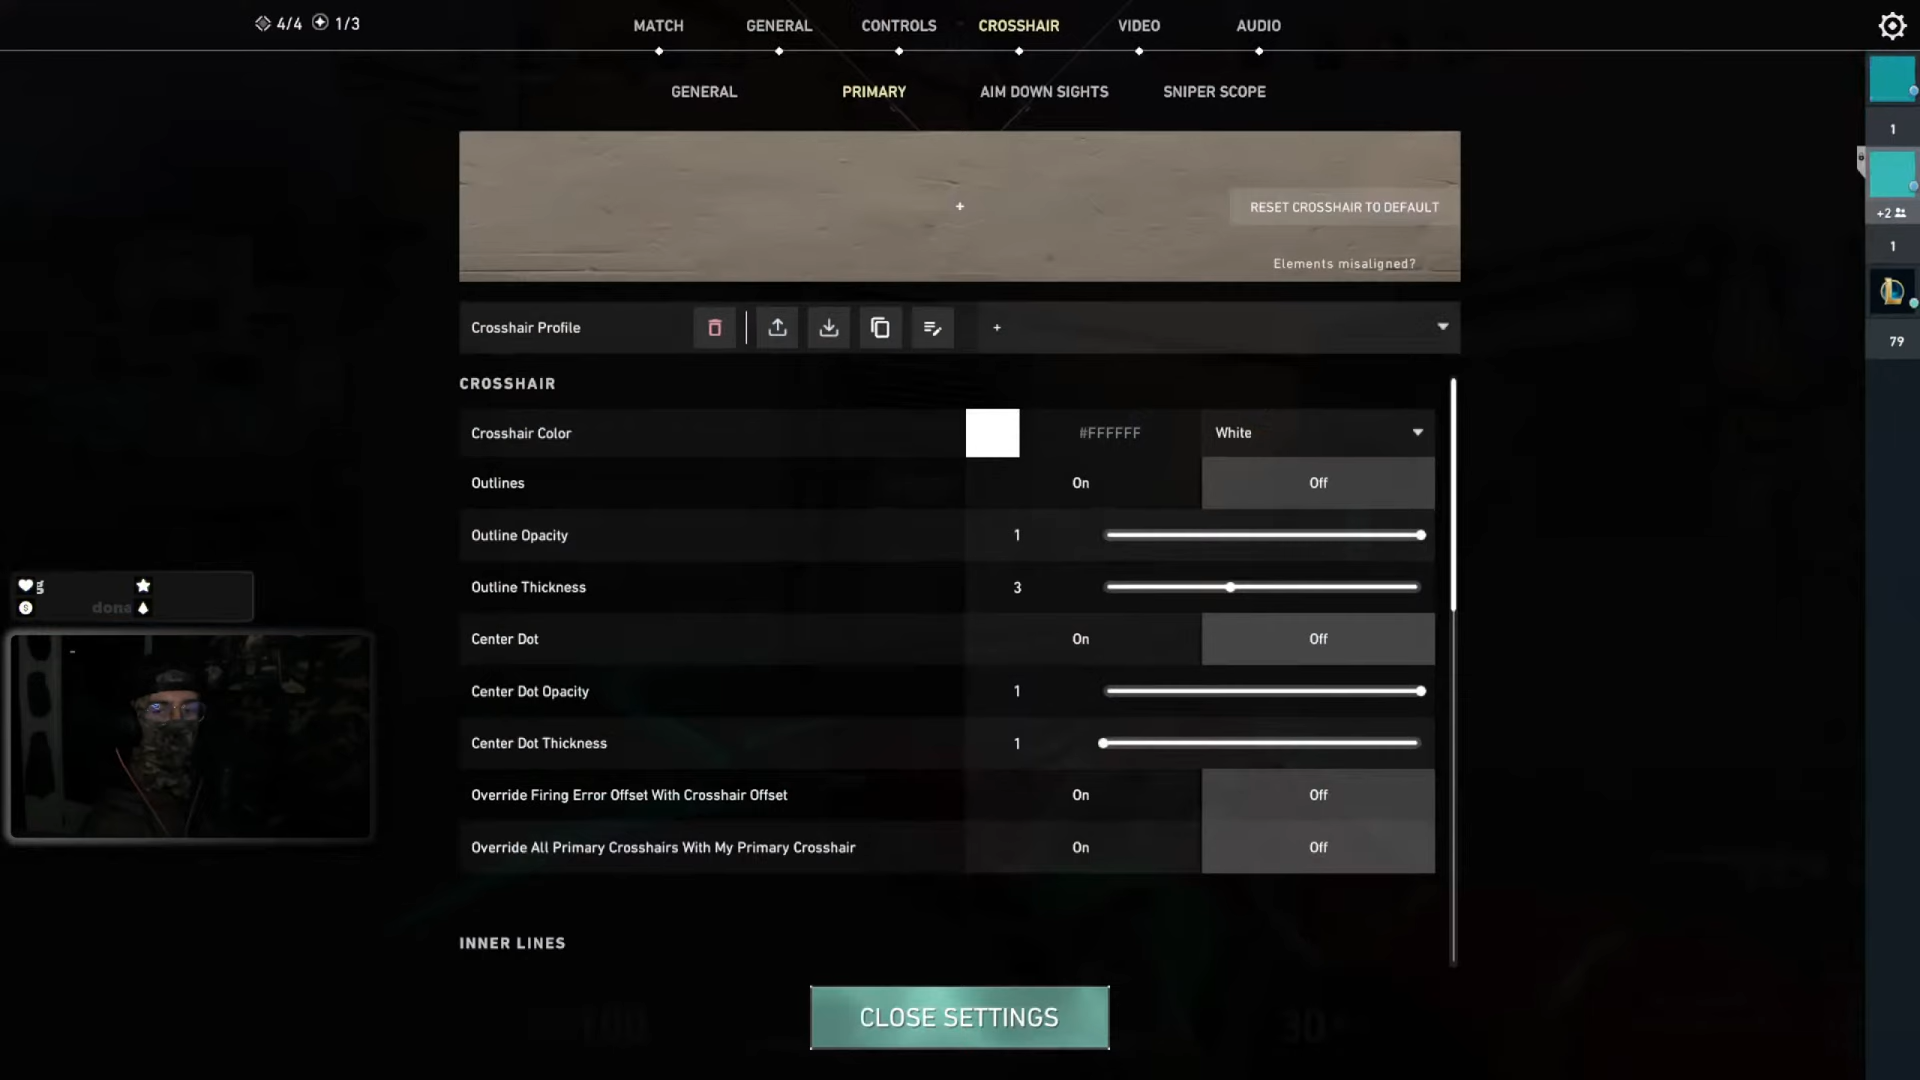 4/4 1/3
MATCH GENERAL CONTROLS CROSSHAIR VIDEO AUDIO
GENERAL PRIMARY AIM DOWN SIGHTS SNIPER SCOPE
RESET CROSSHAIR TO DEFAULT
Elements misaligned?
Crosshair Profile +
CROSSHAIR
Crosshair Color #FFFFFF White
Outlines On Off
Outline Opacity 1
Outline Thickness 3
Center Dot On Off
Center Dot Opacity 1
Center Dot Thickness 1
Override Firing Error Offset With Crosshair Offset On Off
Override All Primary Crosshairs With My Primary Crosshair On Off
INNER LINES
CLOSE SETTINGS
1
+2
1
79
dona